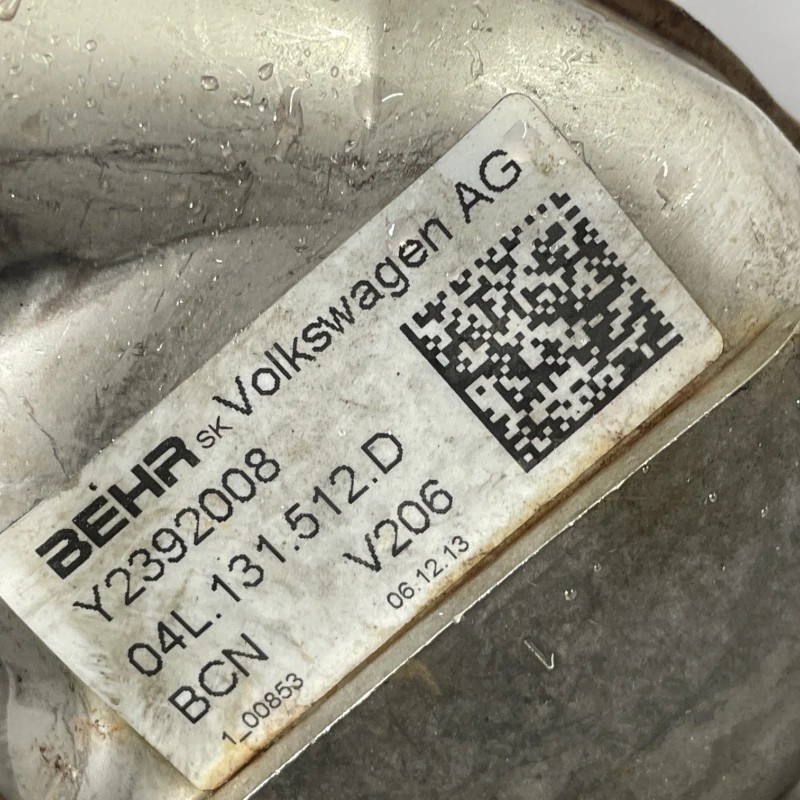 BEHR SK Volkswagen AG
Y2392008
04L.131.512.D
BCN V206
1_00853 06.12.13